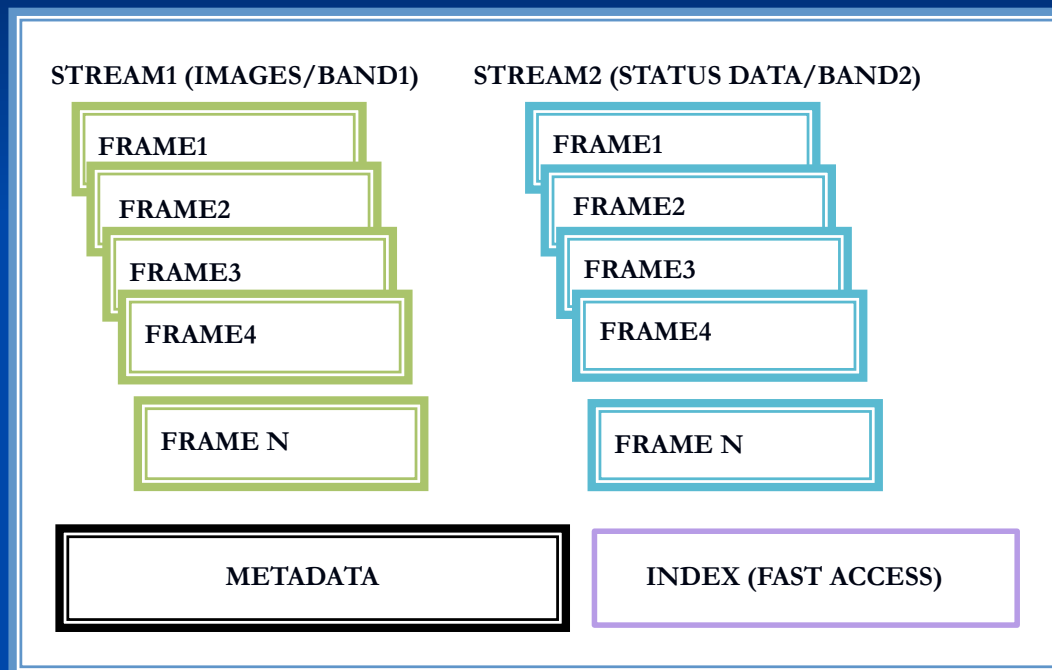 STREAM1 (IMAGES/BAND1)
FRAME1
FRAME2
FRAME3
FRAME4
FRAME N
STREAM2 (STATUS DATA/BAND2)
FRAME1
FRAME2
FRAME3
FRAME4
FRAME N
METADATA
INDEX (FAST ACCESS)